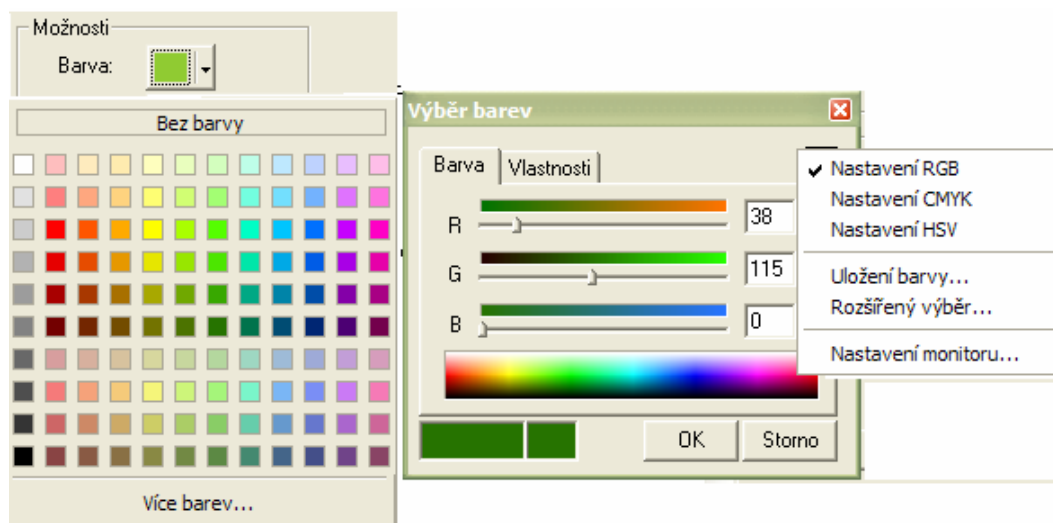 Možnosti
Barva:
Bez barvy
Více barev...
Výběr barev
Barva
Vlastnosti
R
38
G
115
B
0
OK
Storno
Nastavení RGB
Nastavení CMYK
Nastavení HSV
Uložení barvy...
Rozšířený výběr...
Nastavení monitoru...